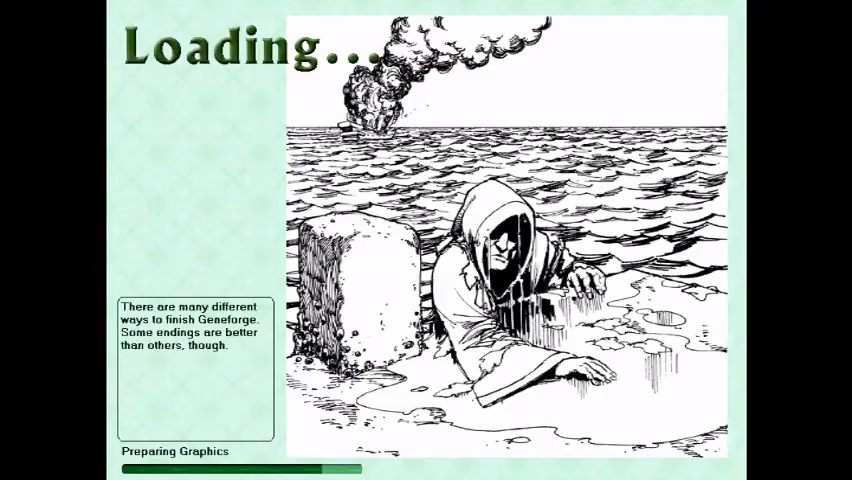 Loading...
There are many different
ways to finish Geneforge.
Some endings are better
than others, though.
Preparing Graphics